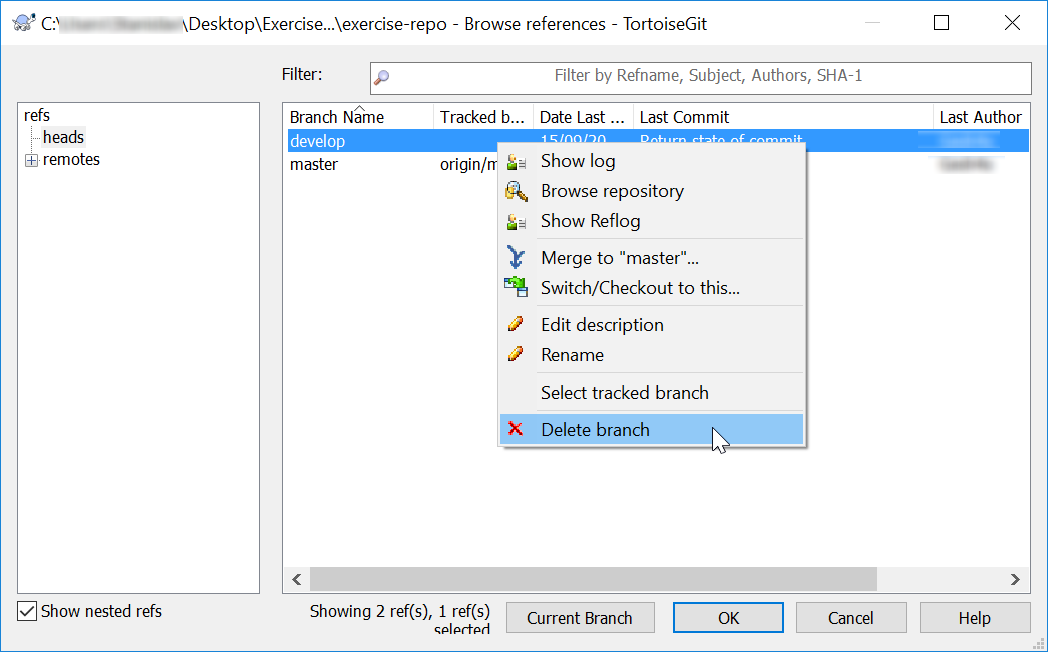 C:\ \Desktop\Exercise...\exercise-repo - Browse references - TortoiseGit
Filter:
Filter by Refname, Subject, Authors, SHA-1
refs
heads
remotes
Branch Name Tracked b... Date Last ... Last Commit Last Author
develop 15/09/20 Return state of commit
master origin/m
Show log
Browse repository
Show Reflog
Merge to "master"...
Switch/Checkout to this...
Edit description
Rename
Select tracked branch
Delete branch
Show nested refs
Showing 2 ref(s), 1 ref(s)
selected
Current Branch
OK
Cancel
Help